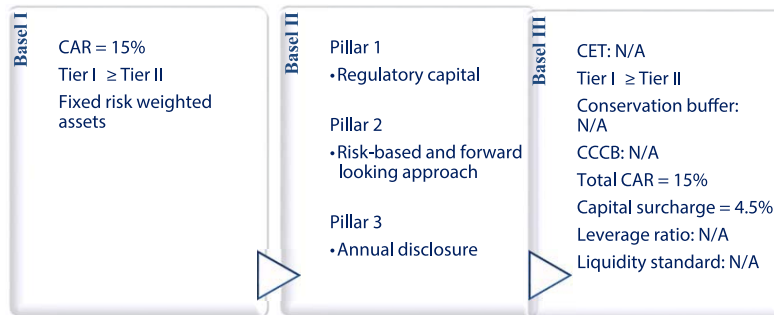 Basel I
CAR = 15%
Tier I ≥ Tier II
Fixed risk weighted
assets
Basel II
Pillar 1
•Regulatory capital
Pillar 2
•Risk-based and forward
looking approach
Pillar 3
•Annual disclosure
Basel III
CET: N/A
Tier I ≥ Tier II
Conservation buffer:
N/A
CCCB: N/A
Total CAR = 15%
Capital surcharge = 4.5%
Leverage ratio: N/A
Liquidity standard: N/A